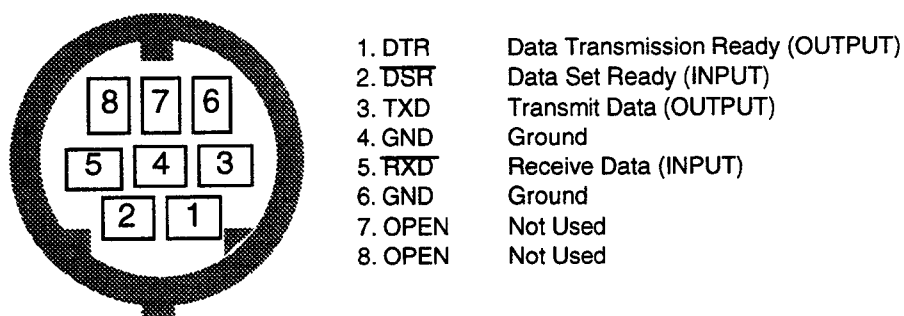 8 7 6
5 4 3
2 1
1. DTR Data Transmission Ready (OUTPUT)
2. D̅S̅R̅ Data Set Ready (INPUT)
3. TXD Transmit Data (OUTPUT)
4. GND Ground
5. R̅X̅D̅ Receive Data (INPUT)
6. GND Ground
7. OPEN Not Used
8. OPEN Not Used